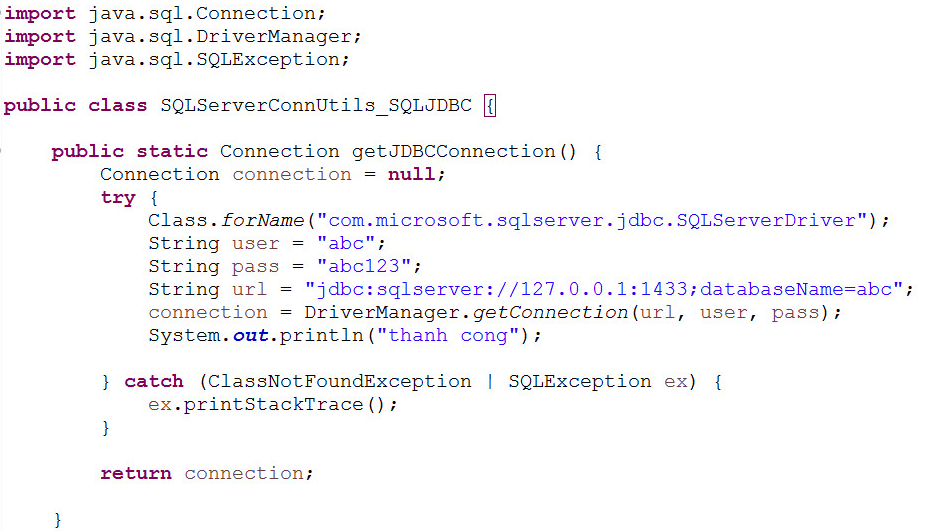 import java.sql.Connection;
import java.sql.DriverManager;
import java.sql.SQLException;

public class SQLServerConnUtils_SQLJDBC {

    public static Connection getJDBCConnection() {
        Connection connection = null;
        try {
            Class.forName("com.microsoft.sqlserver.jdbc.SQLServerDriver");
            String user = "abc";
            String pass = "abc123";
            String url = "jdbc:sqlserver://127.0.0.1:1433;databaseName=abc";
            connection = DriverManager.getConnection(url, user, pass);
            System.out.println("thanh cong");

        } catch (ClassNotFoundException | SQLException ex) {
            ex.printStackTrace();
        }

        return connection;

    }